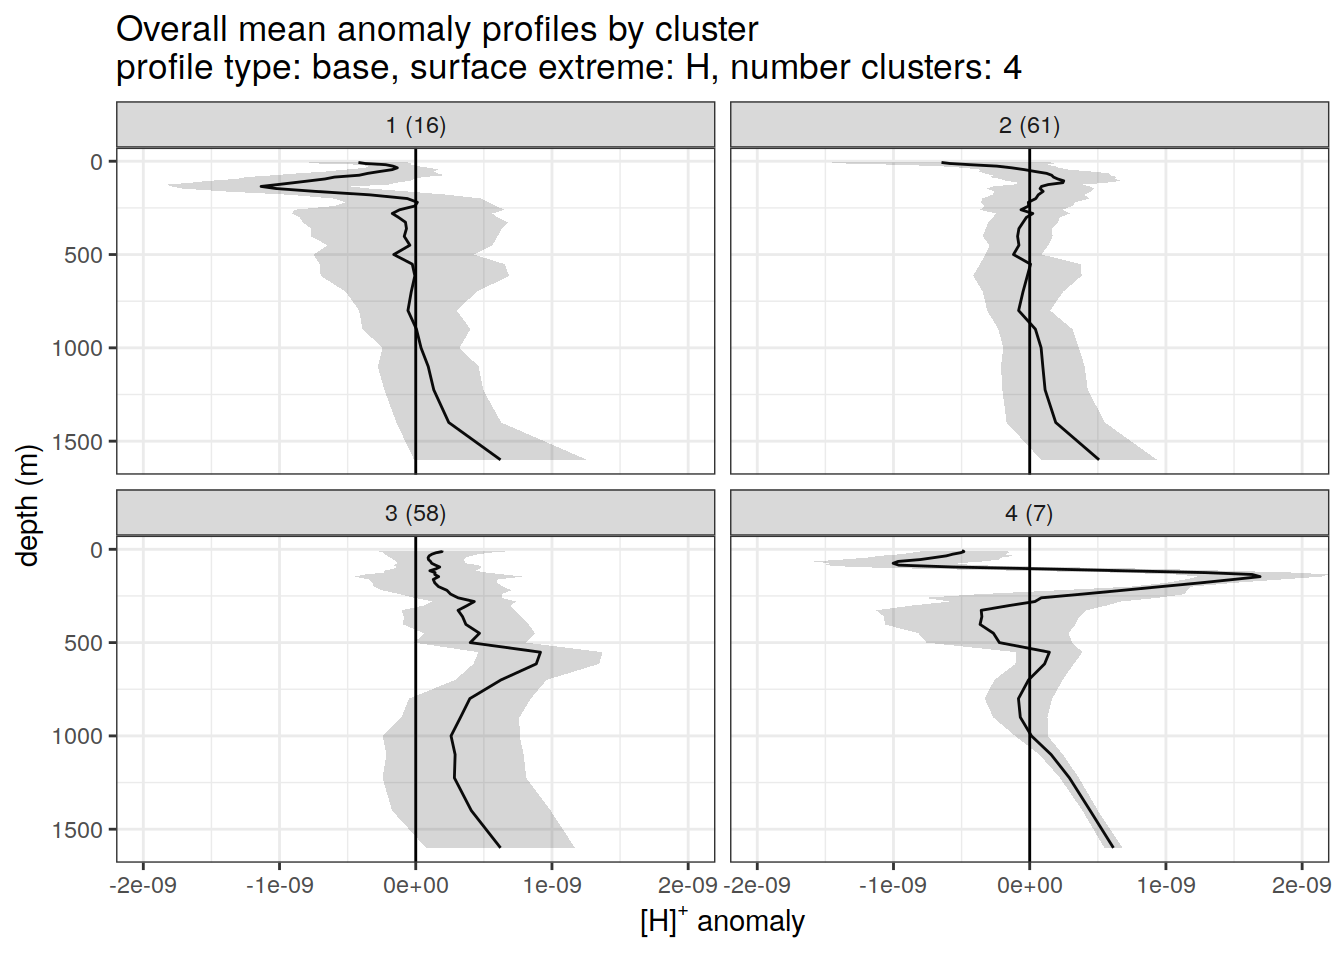 Overall mean anomaly profiles by cluster
profile type: base, surface extreme: H, number clusters: 4
1 (16)
2 (61)
0
500
1000
1500
3 (58)
4 (7)
0
500
1000
1500
depth (m)
-2e-09 -1e-09 0e+00 1e-09 2e-09 -2e-09 -1e-09 0e+00 1e-09 2e-09
[H]⁺ anomaly